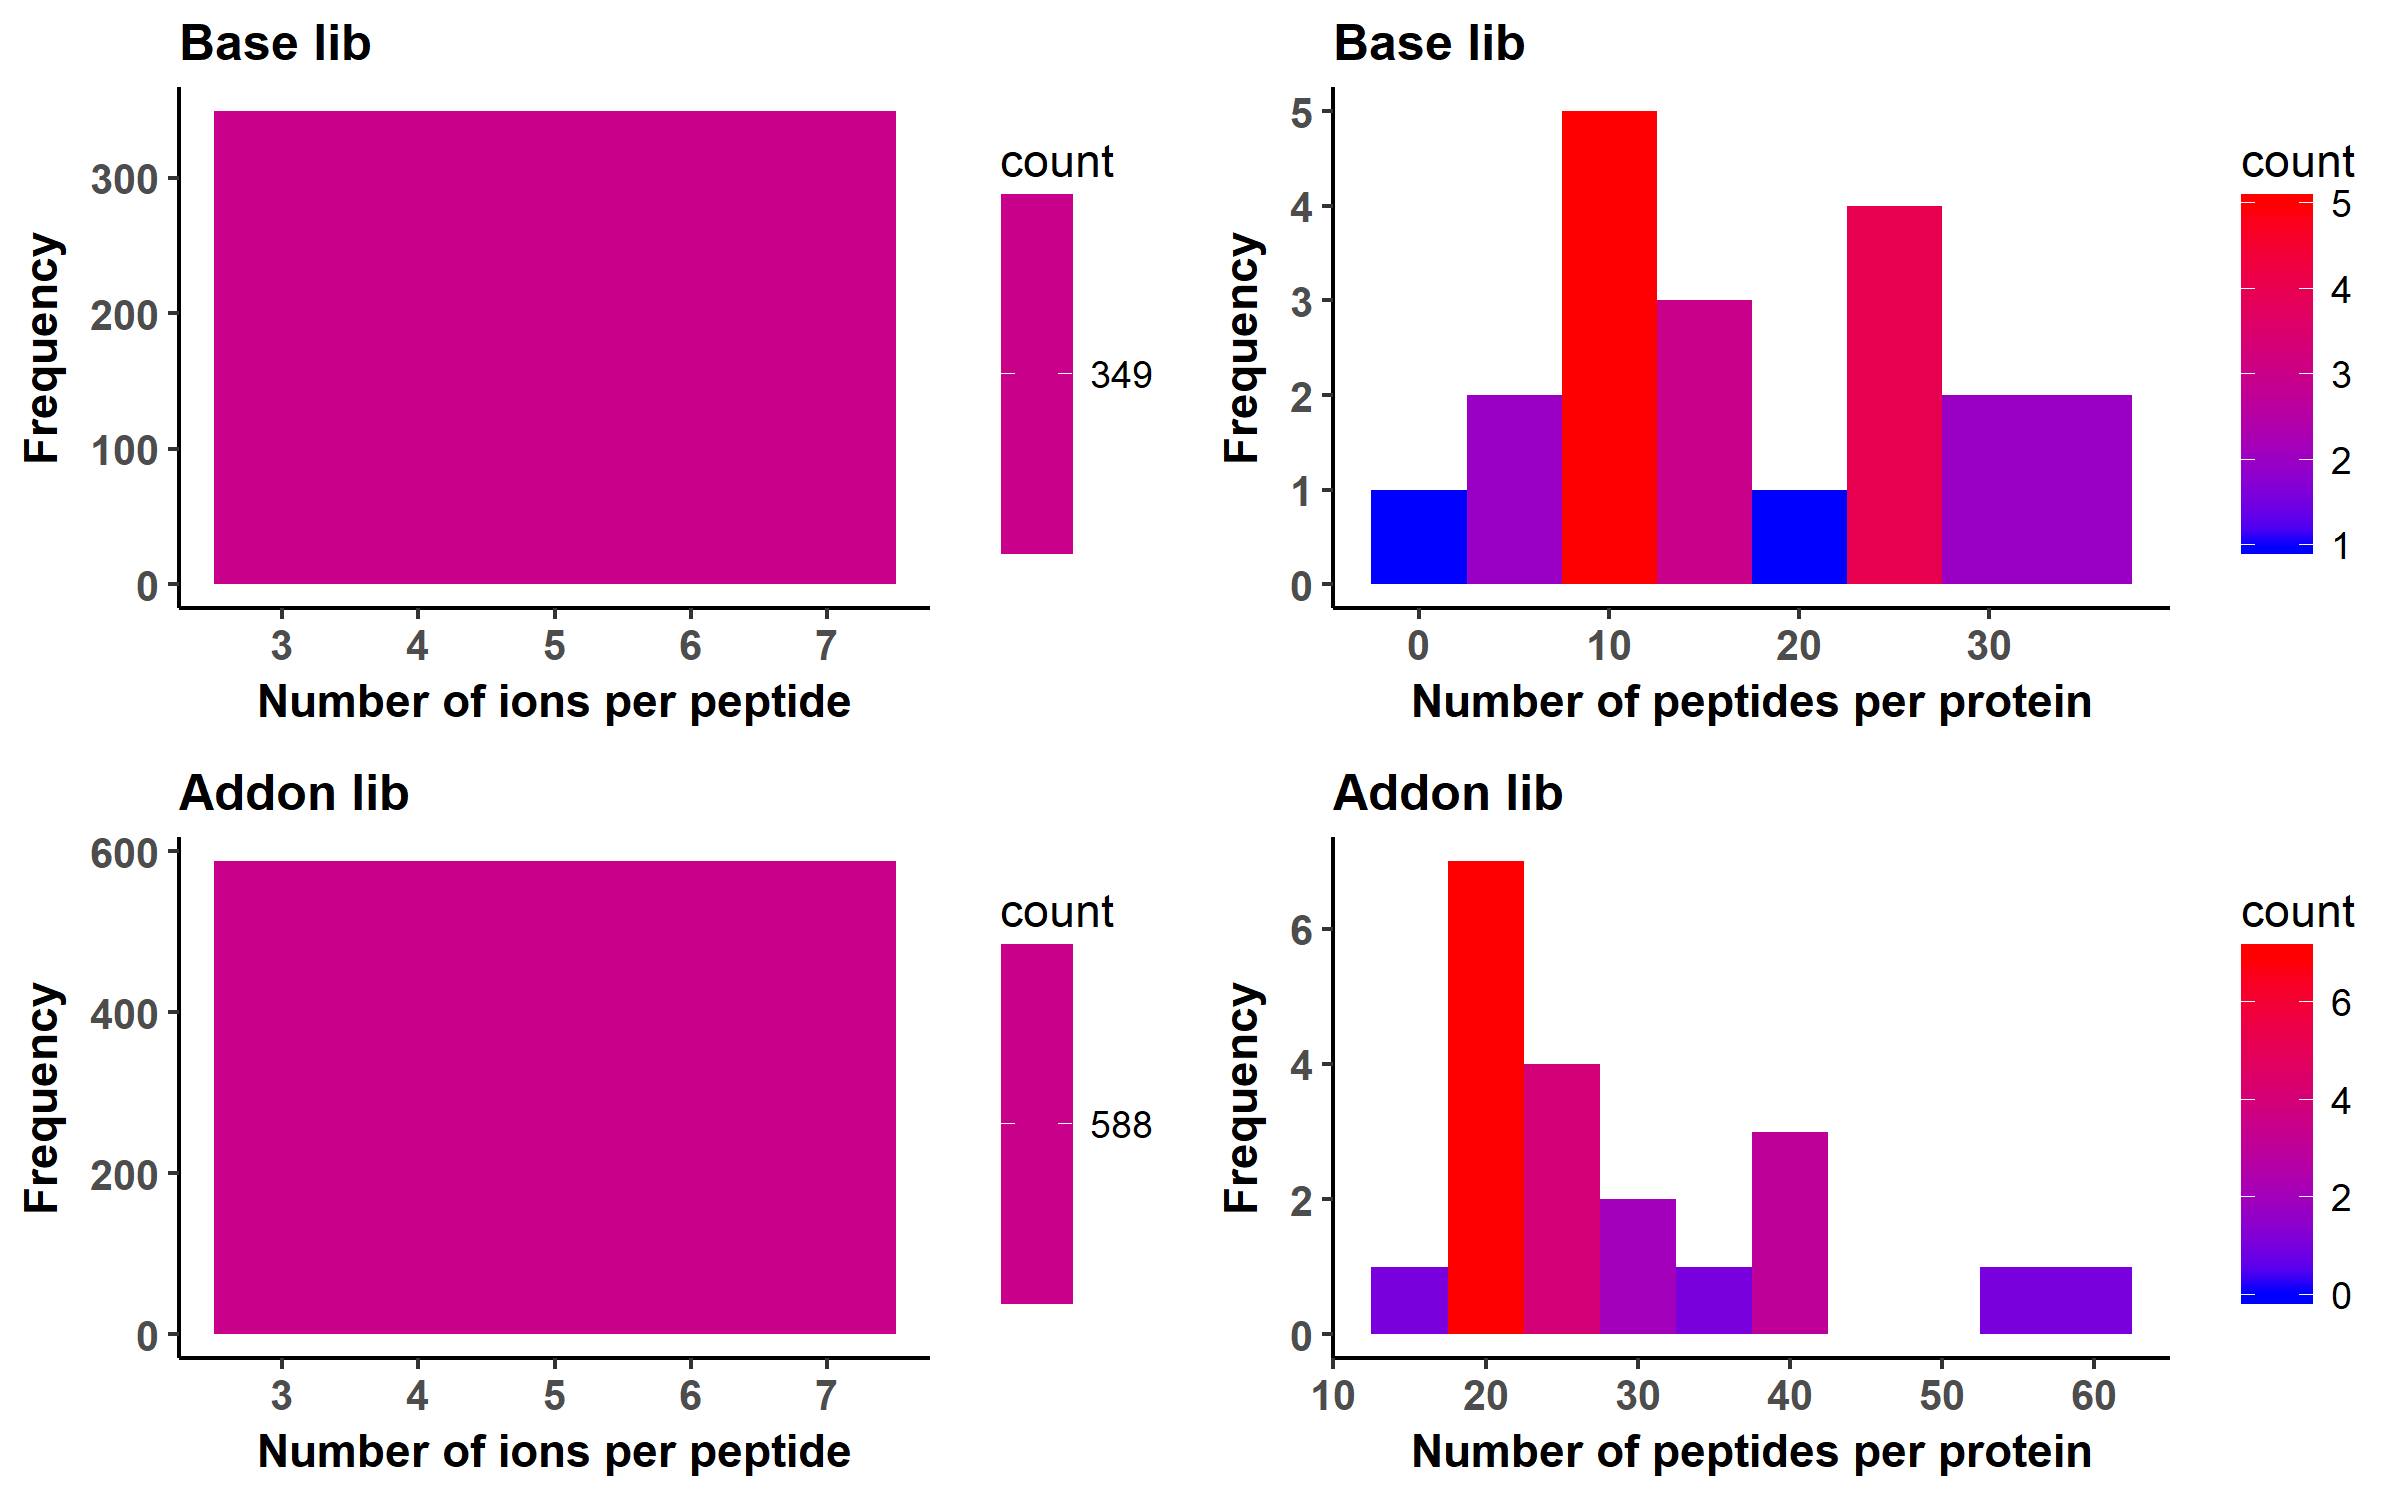 Base lib
Frequency
300
200
100
0
3 4 5 6 7
Number of ions per peptide
count
349
Base lib
Frequency
5
4
3
2
1
0
0 10 20 30
Number of peptides per protein
count
5
4
3
2
1
Addon lib
Frequency
600
400
200
0
3 4 5 6 7
Number of ions per peptide
count
588
Addon lib
Frequency
6
4
2
0
10 20 30 40 50 60
Number of peptides per protein
count
6
4
2
0